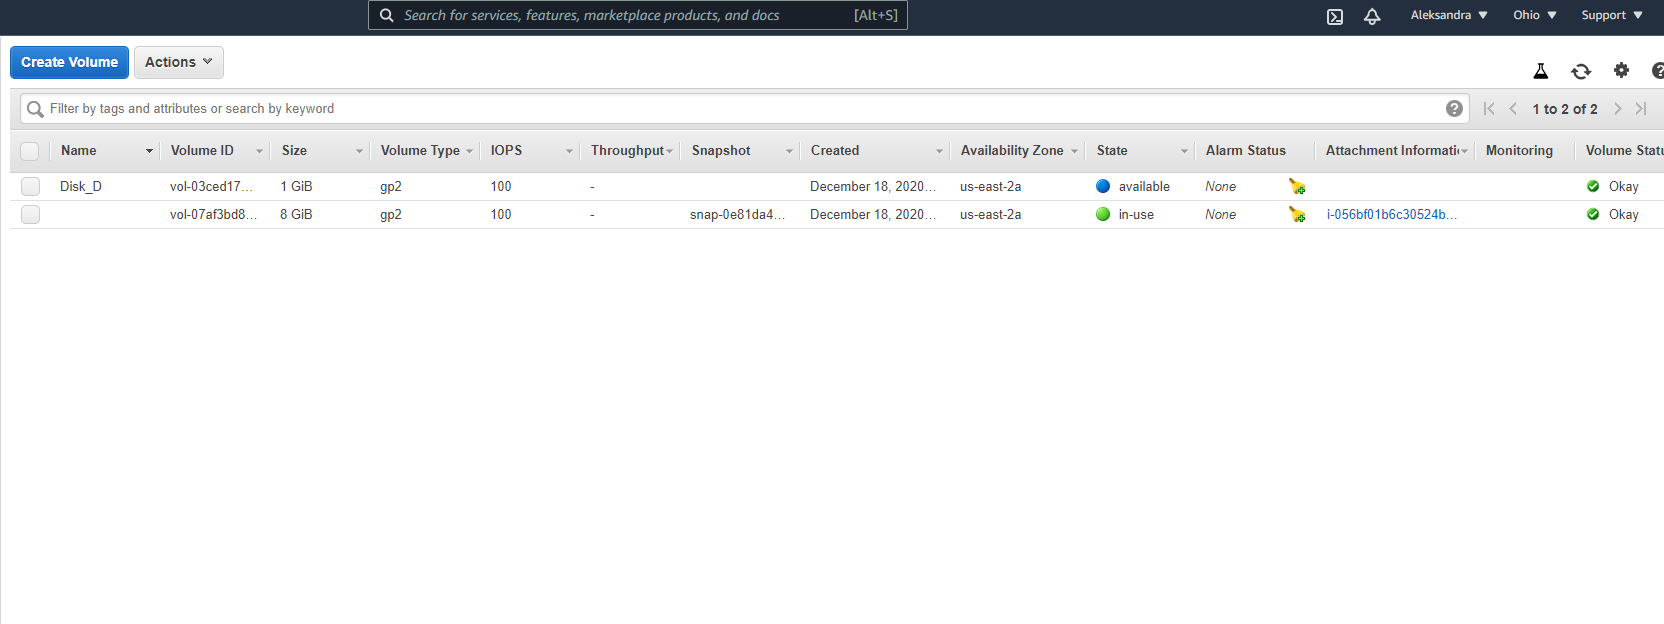 Search for services, features, marketplace products, and docs [Alt+S] Aleksandra Ohio Support
Create Volume Actions
Filter by tags and attributes or search by keyword 1 to 2 of 2
Name Volume ID Size Volume Type IOPS Throughput Snapshot Created Availability Zone State Alarm Status Attachment Informati Monitoring Volume Statu
Disk_D vol-03ced17... 1 GiB gp2 100 - December 18, 2020... us-east-2a available None Okay
vol-07af3bd8... 8 GiB gp2 100 - snap-0e81da4... December 18, 2020... us-east-2a in-use None i-056bf01b6c30524b... Okay